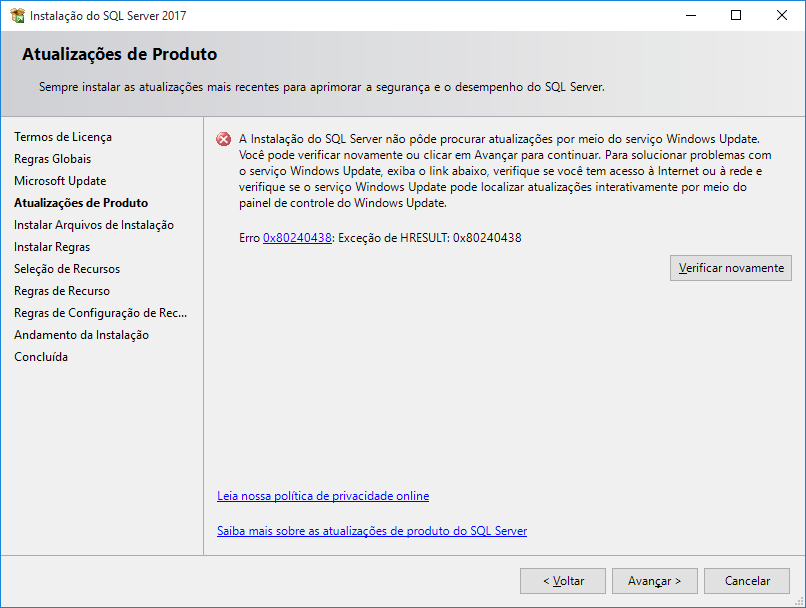 Instalação do SQL Server 2017
Atualizações de Produto
Sempre instalar as atualizações mais recentes para aprimorar a segurança e o desempenho do SQL Server.
Termos de Licença
Regras Globais
Microsoft Update
Atualizações de Produto
Instalar Arquivos de Instalação
Instalar Regras
Seleção de Recursos
Regras de Recurso
Regras de Configuração de Rec...
Andamento da Instalação
Concluída
A Instalação do SQL Server não pôde procurar atualizações por meio do serviço Windows Update.
Você pode verificar novamente ou clicar em Avançar para continuar. Para solucionar problemas com
o serviço Windows Update, exiba o link abaixo, verifique se você tem acesso à Internet ou à rede e
verifique se o serviço Windows Update pode localizar atualizações interativamente por meio do
painel de controle do Windows Update.
Erro 0x80240438: Exceção de HRESULT: 0x80240438
Verificar novamente
Leia nossa política de privacidade online
Saiba mais sobre as atualizações de produto do SQL Server
< Voltar
Avançar >
Cancelar